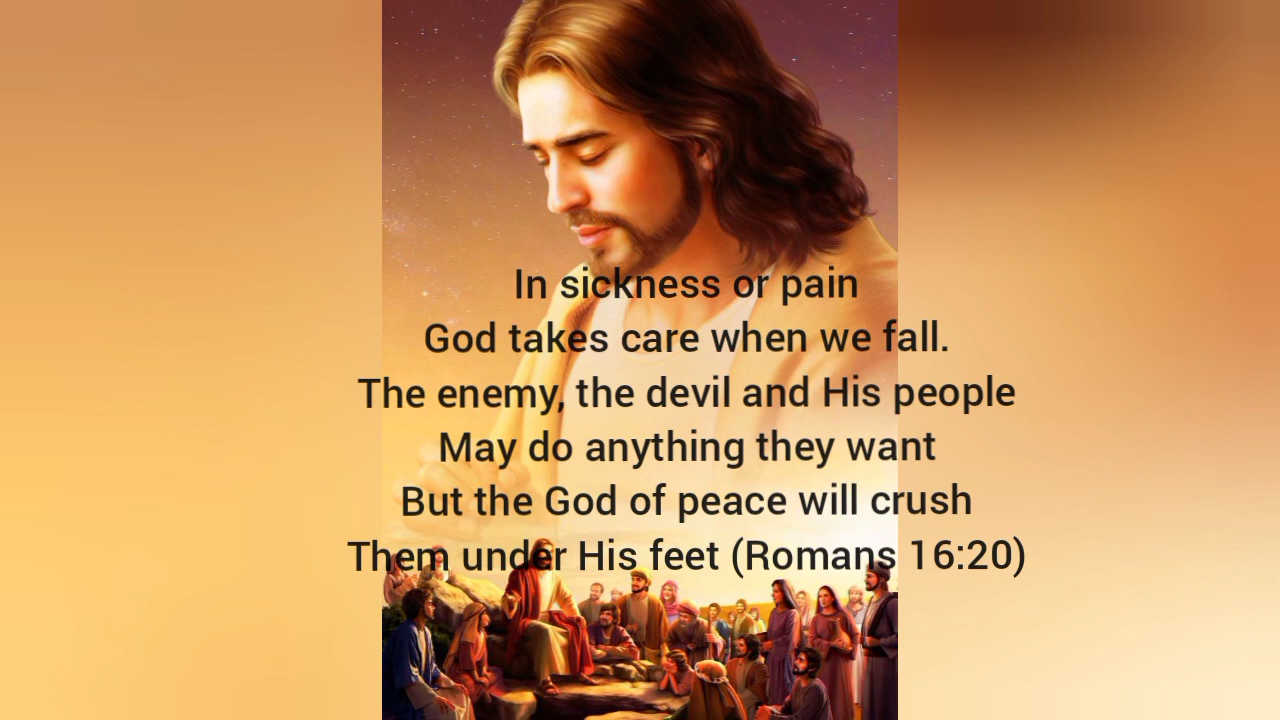 In sickness or pain
God takes care when we fall.
The enemy, the devil and His people
May do anything they want
But the God of peace will crush
Them under His feet (Romans 16:20)